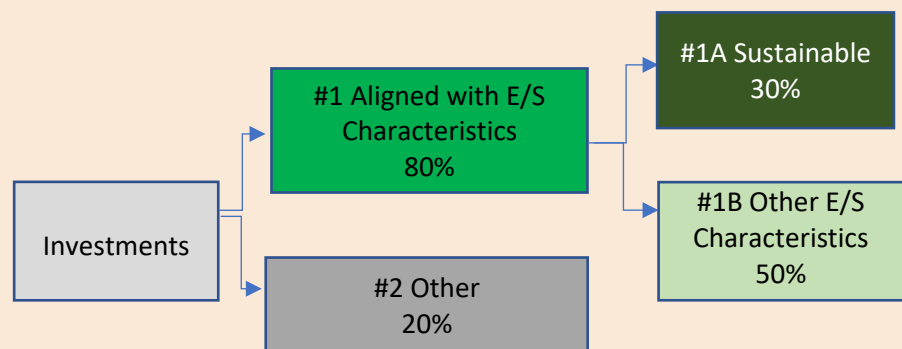 #1A Sustainable
30%
#1 Aligned with E/S
Characteristics
80%
#1B Other E/S
Characteristics
50%
Investments
#2 Other
20%